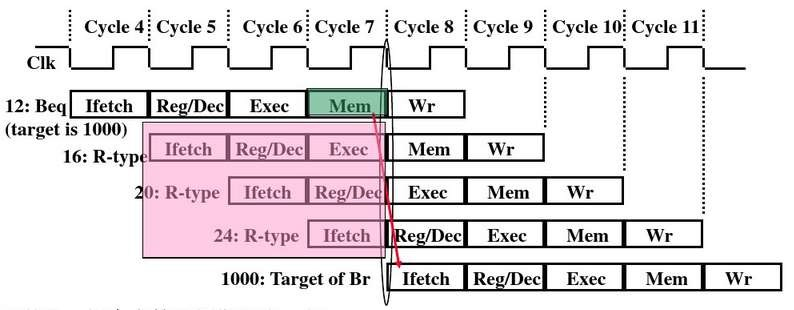 Cycle 4 Cycle 5 Cycle 6 Cycle 7 Cycle 8 Cycle 9 Cycle 10 Cycle 11
Clk
12: Beq Ifetch Reg/Dec Exec Mem Wr
(target is 1000)
16: R-type Ifetch Reg/Dec Exec Mem Wr
20: R-type Ifetch Reg/Dec Exec Mem Wr
24: R-type Ifetch Reg/Dec Exec Mem Wr
1000: Target of Br Ifetch Reg/Dec Exec Mem Wr